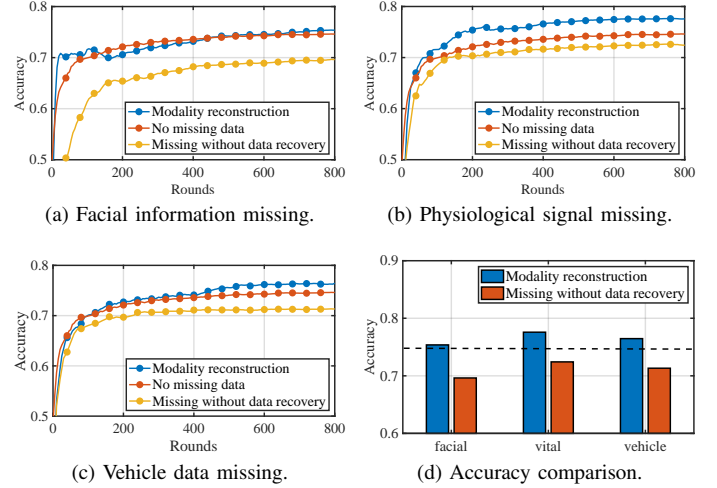 0.8
0.7
0.6
0.5
Accuracy
0 200 400 600 800
Rounds
Modality reconstruction
No missing data
Missing without data recovery
(a) Facial information missing.
0.8
0.7
0.6
0.5
Accuracy
0 200 400 600 800
Rounds
Modality reconstruction
No missing data
Missing without data recovery
(b) Physiological signal missing.
0.8
0.7
0.6
0.5
Accuracy
0 200 400 600 800
Rounds
Modality reconstruction
No missing data
Missing without data recovery
(c) Vehicle data missing.
0.9
0.8
0.7
0.6
Accuracy
Modality reconstruction
Missing without data recovery
facial vital vehicle
(d) Accuracy comparison.